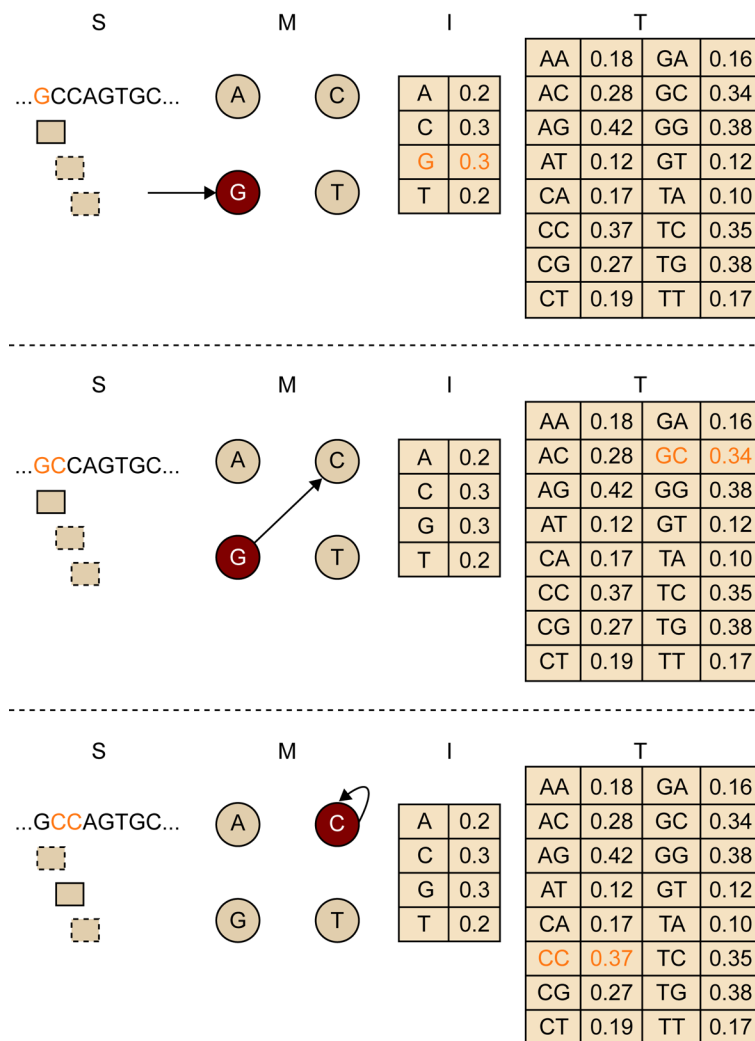 S M I T
...GCCAGTGC...
A C
G T
A 0.2
C 0.3
G 0.3
T 0.2
AA 0.18 GA 0.16
AC 0.28 GC 0.34
AG 0.42 GG 0.38
AT 0.12 GT 0.12
CA 0.17 TA 0.10
CC 0.37 TC 0.35
CG 0.27 TG 0.38
CT 0.19 TT 0.17
S M I T
...GCCAGTGC...
A C
G T
A 0.2
C 0.3
G 0.3
T 0.2
AA 0.18 GA 0.16
AC 0.28 GC 0.34
AG 0.42 GG 0.38
AT 0.12 GT 0.12
CA 0.17 TA 0.10
CC 0.37 TC 0.35
CG 0.27 TG 0.38
CT 0.19 TT 0.17
S M I T
...GCCAGTGC...
A C
G T
A 0.2
C 0.3
G 0.3
T 0.2
AA 0.18 GA 0.16
AC 0.28 GC 0.34
AG 0.42 GG 0.38
AT 0.12 GT 0.12
CA 0.17 TA 0.10
CC 0.37 TC 0.35
CG 0.27 TG 0.38
CT 0.19 TT 0.17